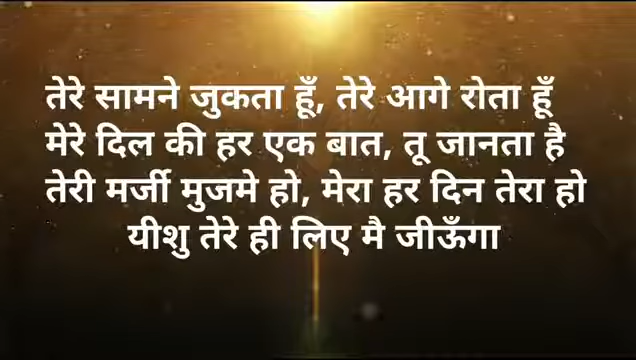 तेरे सामने जुकता हूँ, तेरे आगे रोता हूँ
मेरे दिल की हर एक बात, तू जानता है
तेरी मर्जी मुजमे हो, मेरा हर दिन तेरा हो
यीशु तेरे ही लिए मै जीऊँगा